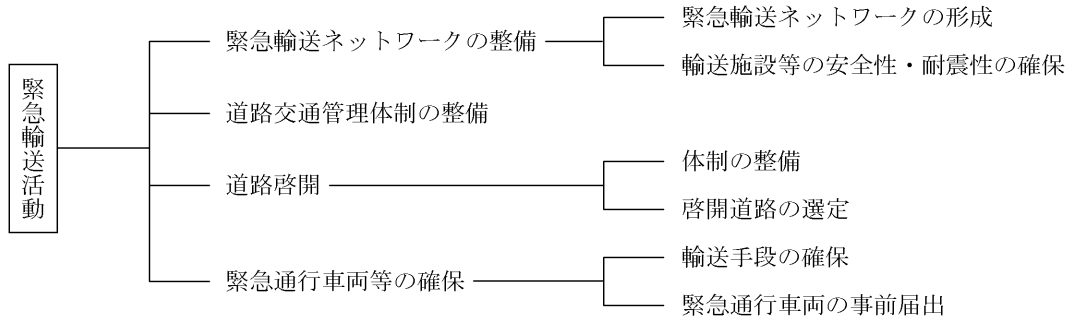 緊急輸送活動
緊急輸送ネットワークの整備
緊急輸送ネットワークの形成
輸送施設等の安全性・耐震性の確保
道路交通管理体制の整備
道路啓開
体制の整備
啓開道路の選定
緊急通行車両等の確保
輸送手段の確保
緊急通行車両の事前届出